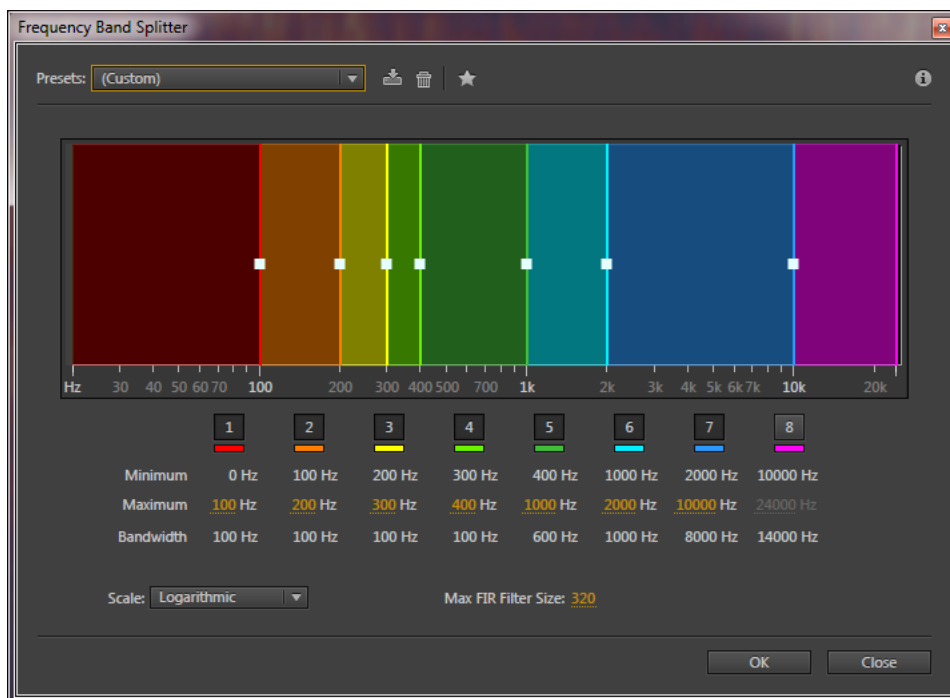 Frequency Band Splitter
Presets: (Custom)
Hz 30 40 50 60 70 100 200 300 400 500 700 1k 2k 3k 4k 5k 6k 7k 10k 20k
1 2 3 4 5 6 7 8
Minimum 0 Hz 100 Hz 200 Hz 300 Hz 400 Hz 1000 Hz 2000 Hz 10000 Hz
Maximum 100 Hz 200 Hz 300 Hz 400 Hz 1000 Hz 2000 Hz 10000 Hz 24000 Hz
Bandwidth 100 Hz 100 Hz 100 Hz 100 Hz 600 Hz 1000 Hz 8000 Hz 14000 Hz
Scale: Logarithmic Max FIR Filter Size: 320
OK Close